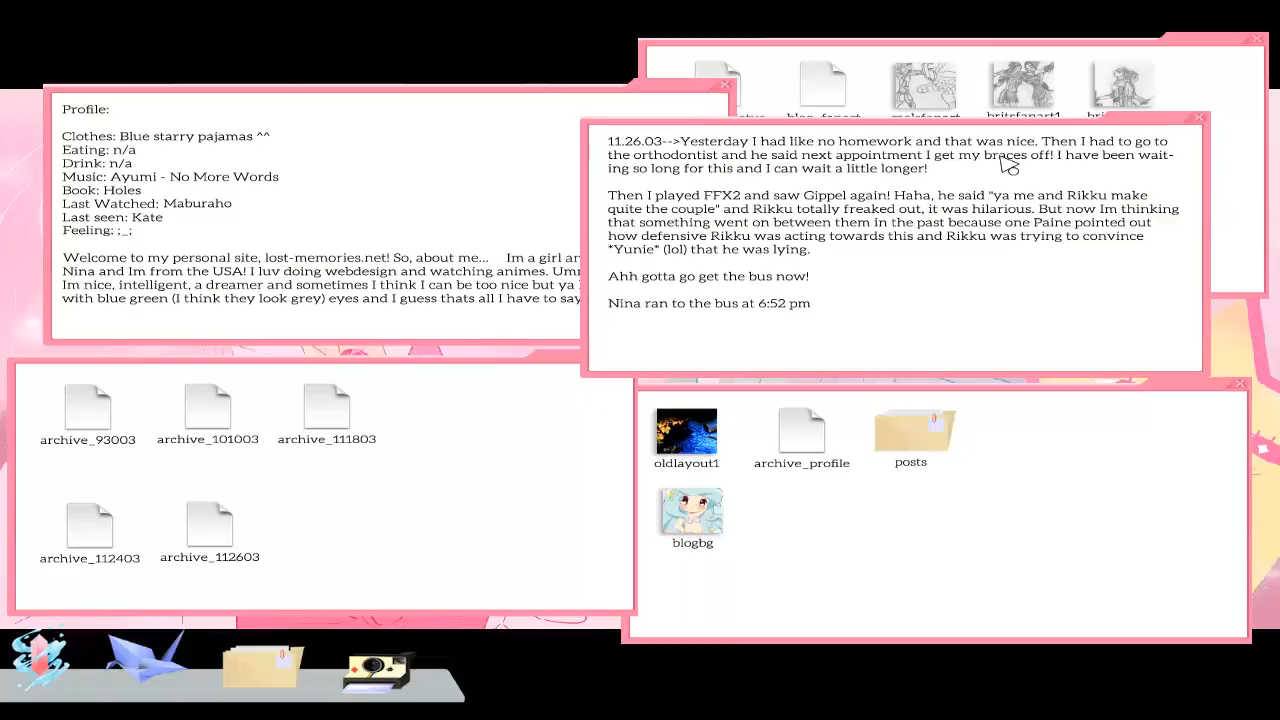 Profile:
Clothes: Blue starry pajamas ^^
Eating: n/a
Drink: n/a
Music: Ayumi - No More Words
Book: Holes
Last Watched: Maburaho
Last seen: Kate
Feeling: ;_;
Welcome to my personal site, lost-memories.net! So, about me... Im a girl
Nina and Im from the USA! I luv doing webdesign and watching animes.
Im nice, intelligent, a dreamer and sometimes I think I can be too nice but ya
with blue green (I think they look grey) eyes and I guess thats all I have to say
blog_fanart
melsfanart
britsfanart1
11.26.03-->Yesterday I had like no homework and that was nice. Then I had to go to
the orthodontist and he said next appointment I get my braces off! I have been wait-
ing so long for this and I can wait a little longer!
Then I played FFX2 and saw Gippel again! Haha, he said "ya me and Rikku make
quite the couple" and Rikku totally freaked out, it was hilarious. But now Im thinking
that something went on between them in the past because one Paine pointed out
how defensive Rikku was acting towards this and Rikku was trying to convince
*Yunie* (lol) that he was lying.
Ahh gotta go get the bus now!
Nina ran to the bus at 6:52 pm
archive_93003
archive_101003
archive_111803
archive_112403
archive_112603
oldlayout1
archive_profile
posts
blogbg